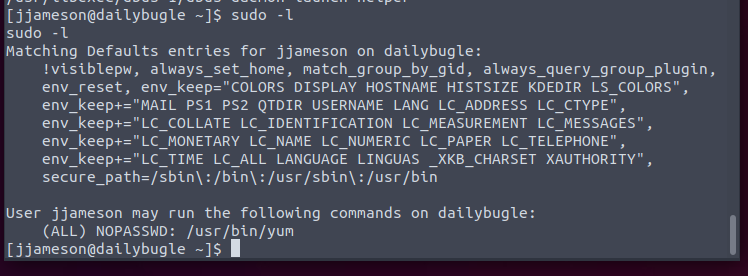 [jjameson@dailybugle ~]$ sudo -l
sudo -l
Matching Defaults entries for jjameson on dailybugle:
    !visiblepw, always_set_home, match_group_by_gid, always_query_group_plugin,
    env_reset, env_keep="COLORS DISPLAY HOSTNAME HISTSIZE KDEDIR LS_COLORS",
    env_keep+="MAIL PS1 PS2 QTDIR USERNAME LANG LC_ADDRESS LC_CTYPE",
    env_keep+="LC_COLLATE LC_IDENTIFICATION LC_MEASUREMENT LC_MESSAGES",
    env_keep+="LC_MONETARY LC_NAME LC_NUMERIC LC_PAPER LC_TELEPHONE",
    env_keep+="LC_TIME LC_ALL LANGUAGE LINGUAS _XKB_CHARSET XAUTHORITY",
    secure_path=/sbin\:/bin\:/usr/sbin\:/usr/bin

User jjameson may run the following commands on dailybugle:
    (ALL) NOPASSWD: /usr/bin/yum
[jjameson@dailybugle ~]$